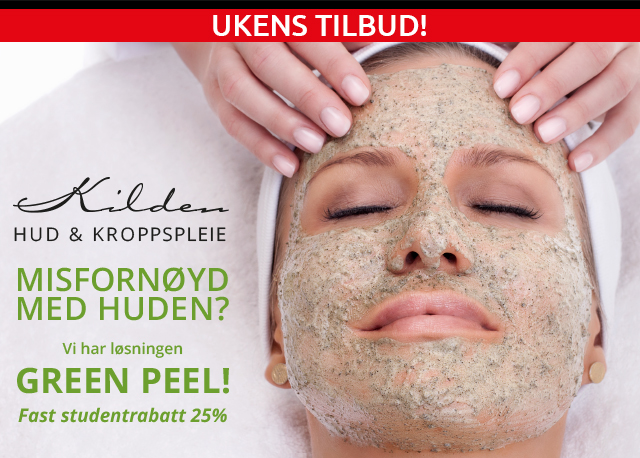 UKENS TILBUD!
Kilden
HUD & KROPPSPLEIE
MISFORNØYD
MED HUDEN?
Vi har løsningen
GREEN PEEL!
Fast studentrabatt 25%